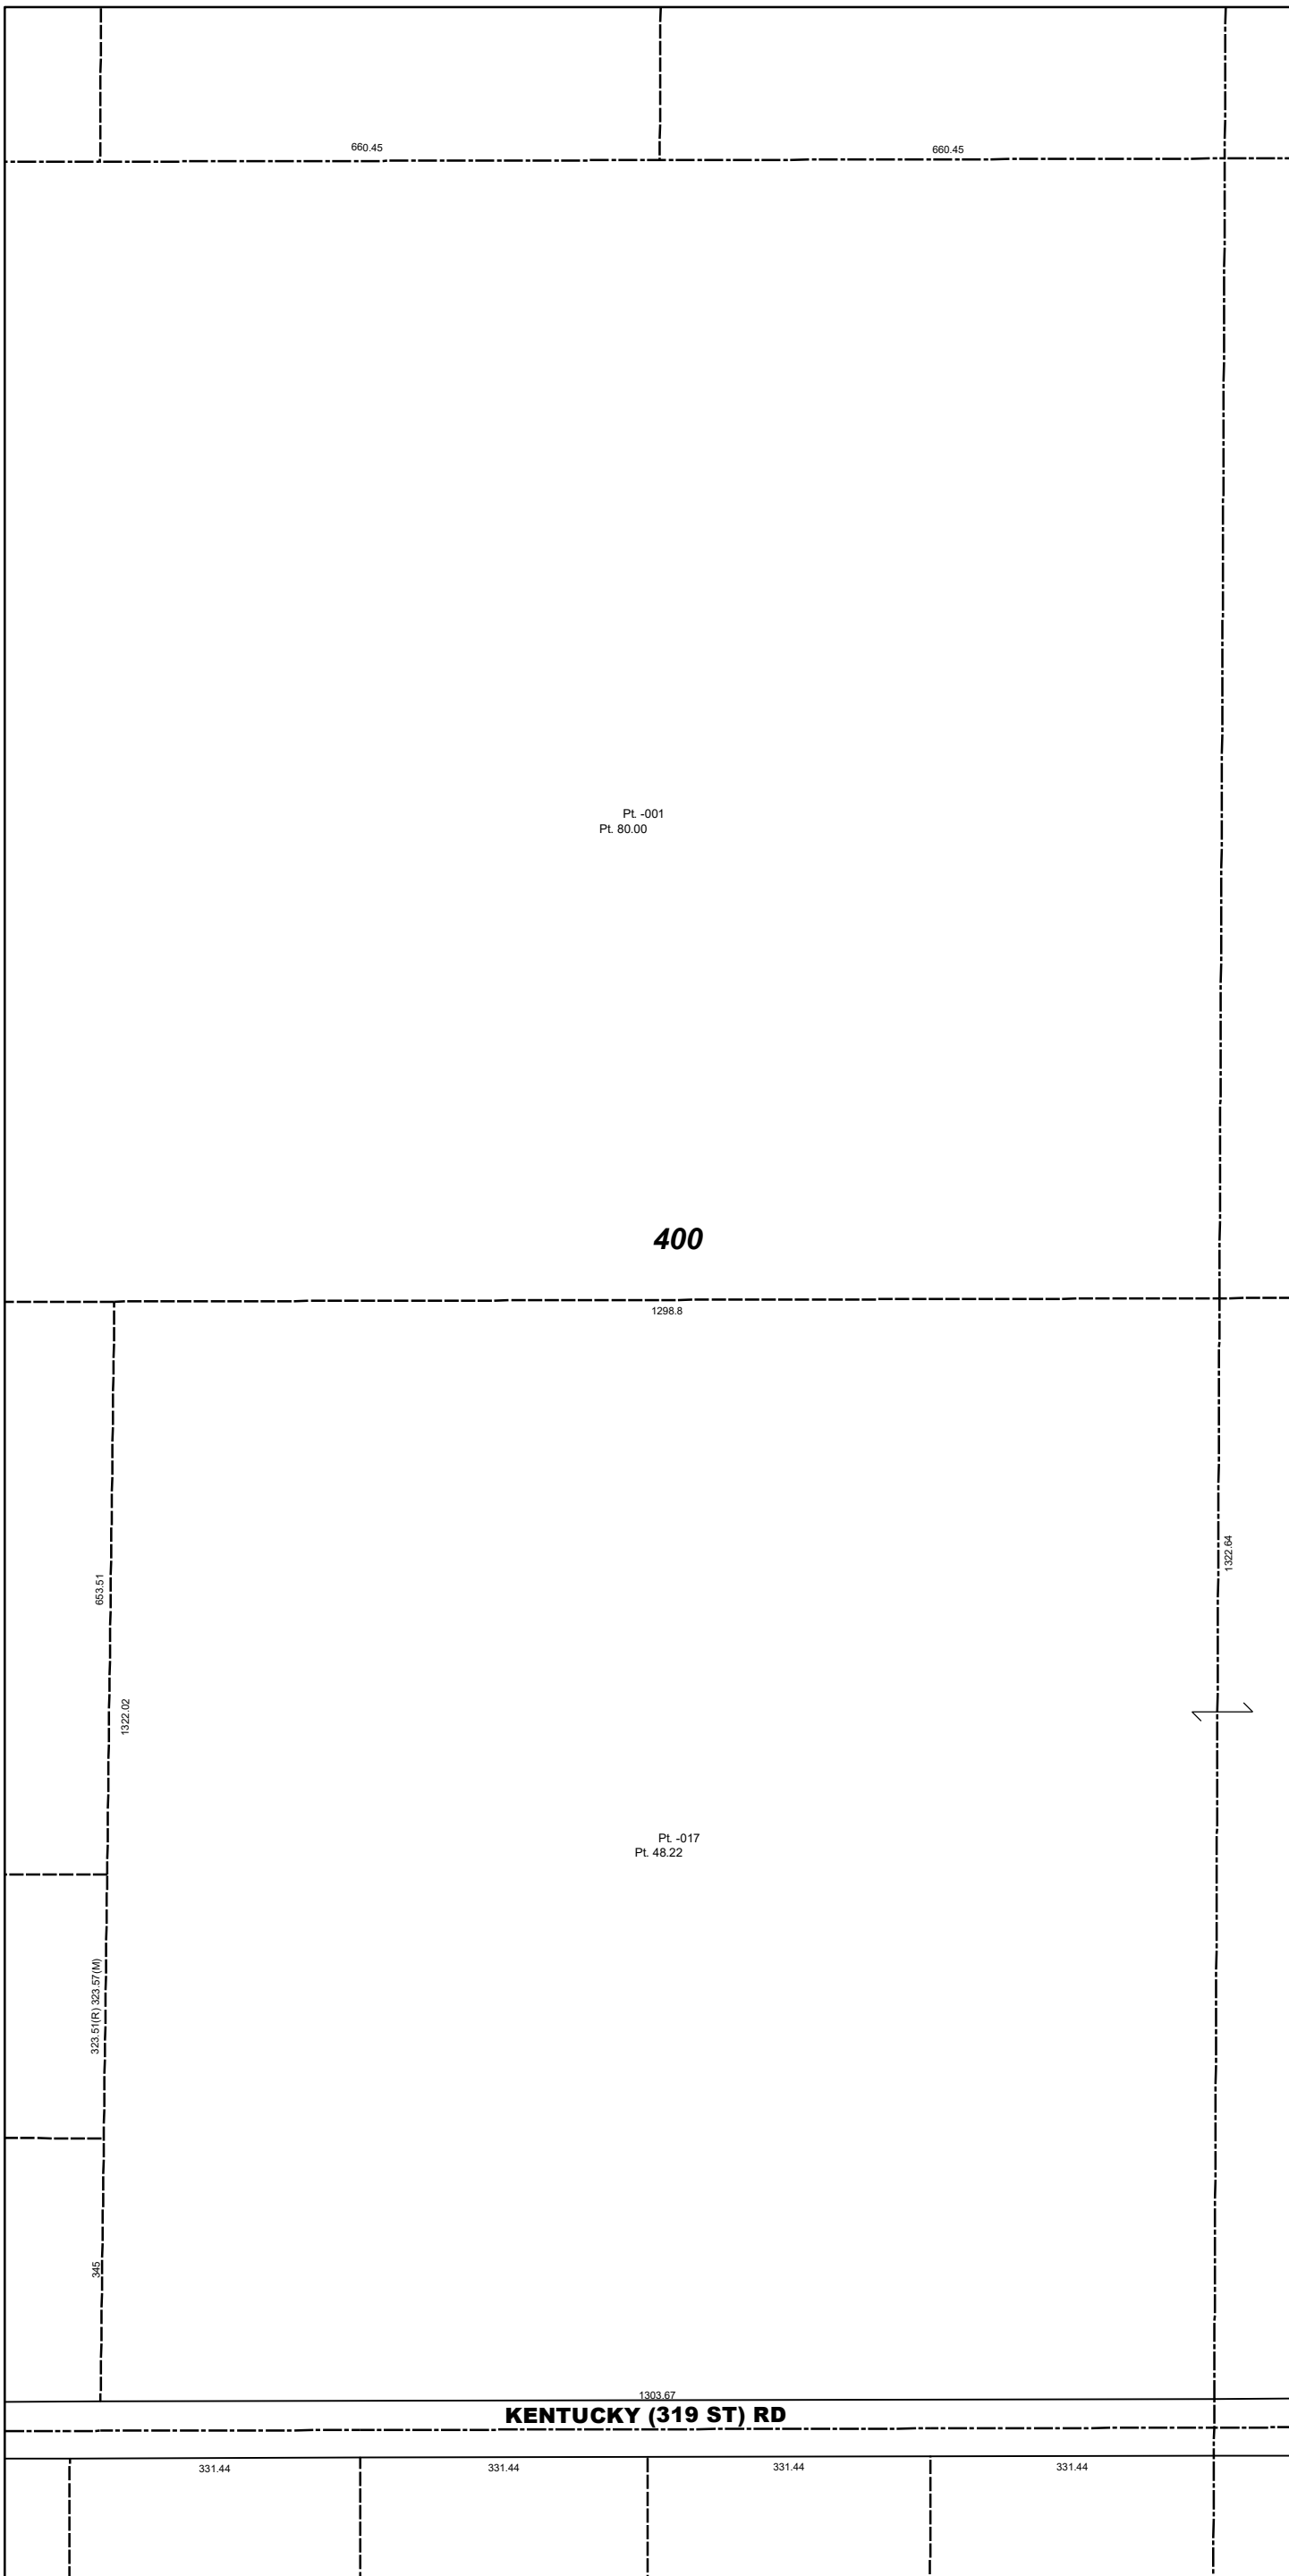 660.45
660.45
Pt. -001
Pt. 80.00
400
1298.8
1322.64
653.51
1322.02
Pt. -017
Pt. 48.22
323.51(R) 323.57(M)
345
1303.67
KENTUCKY (319 ST) RD
331.44
331.44
331.44
331.44